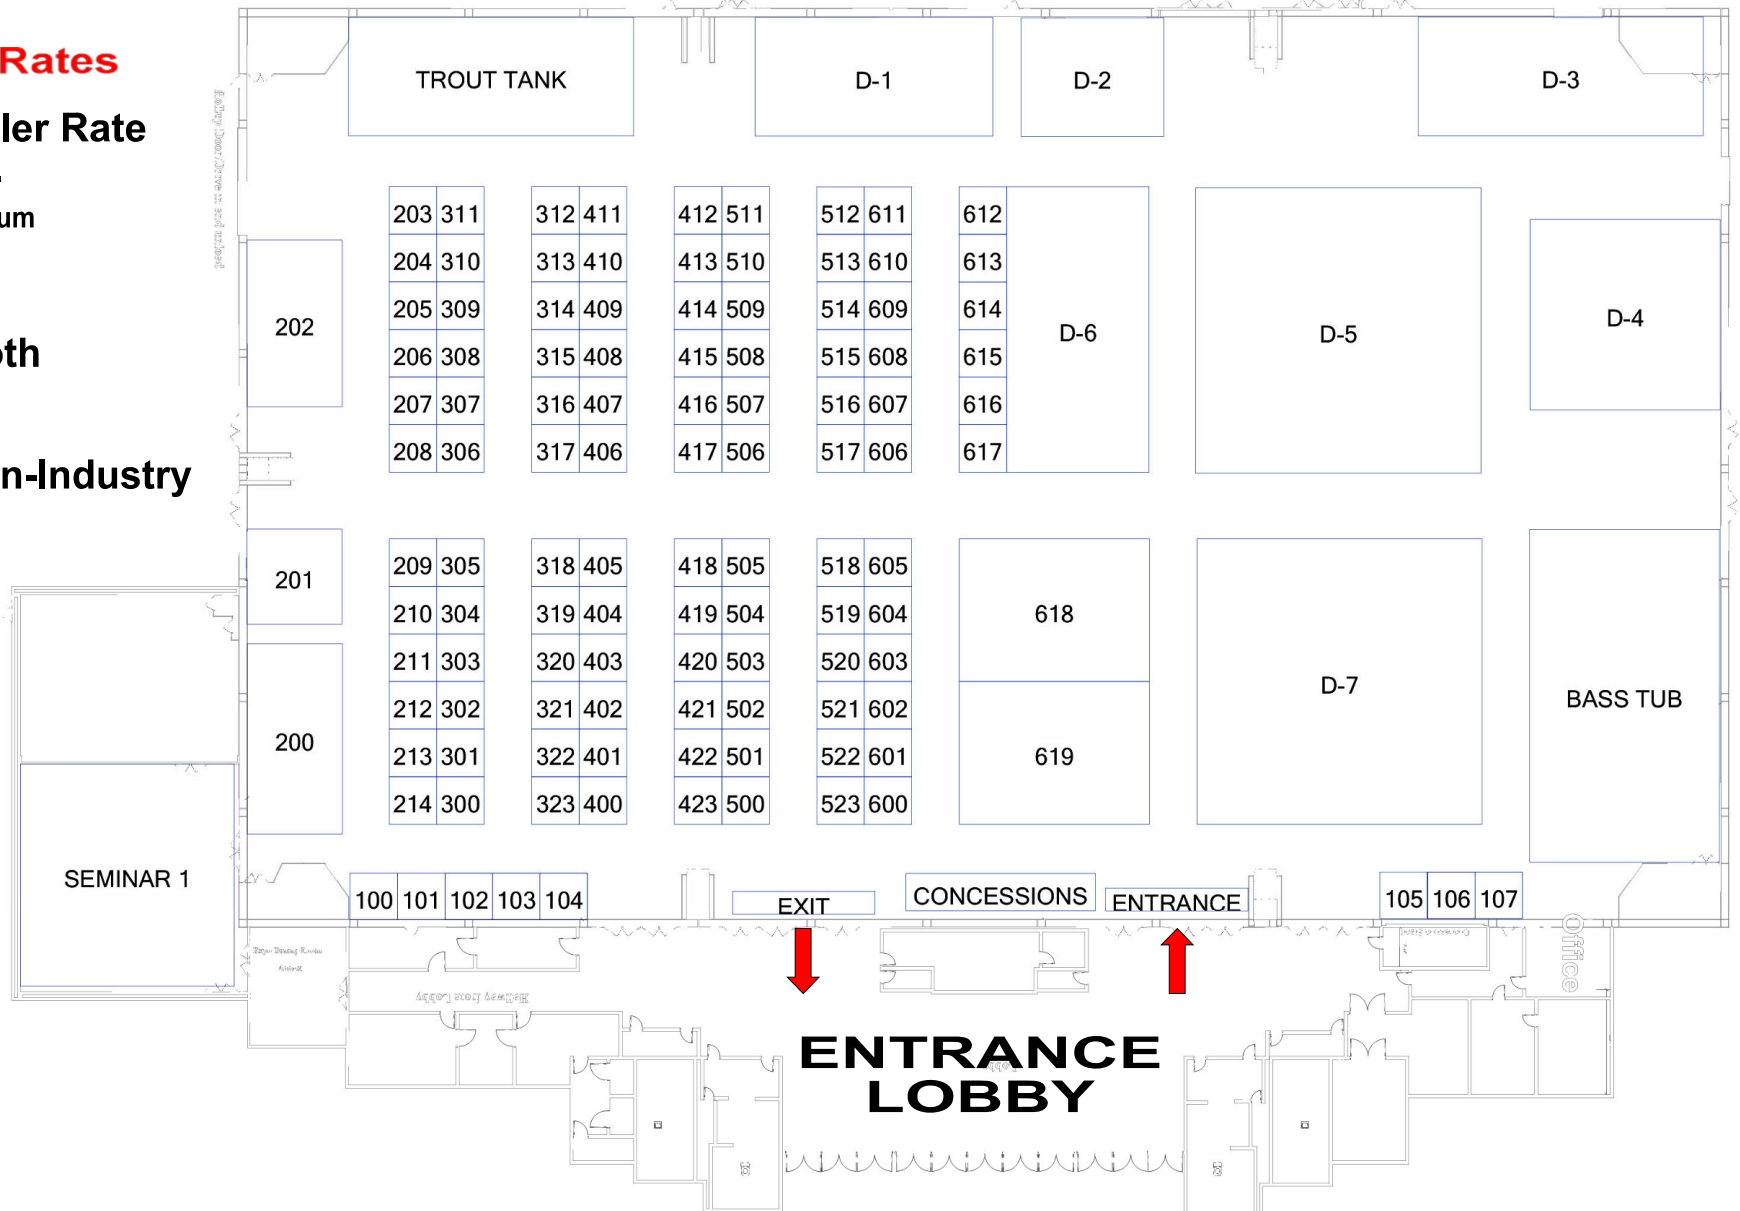 Rates
ler Rate
um
oth
n-Industry
TROUT TANK
D-1
D-2
D-3
203 311 312 411 412 511 512 611 612
204 310 313 410 413 510 513 610 613
205 309 314 409 414 509 514 609 614
206 308 315 408 415 508 515 608 615
207 307 316 407 416 507 516 607 616
208 306 317 406 417 506 517 606 617
202
D-6
D-5
D-4
209 305 318 405 418 505 518 605
210 304 319 404 419 504 519 604
211 303 320 403 420 503 520 603
212 302 321 402 421 502 521 602
213 301 322 401 422 501 522 601
214 300 323 400 423 500 523 600
201
200
618
619
D-7
BASS TUB
SEMINAR 1
100 101 102 103 104
EXIT
CONCESSIONS
ENTRANCE
105 106 107
Office
Hallway from Lobby
ENTRANCE
LOBBY